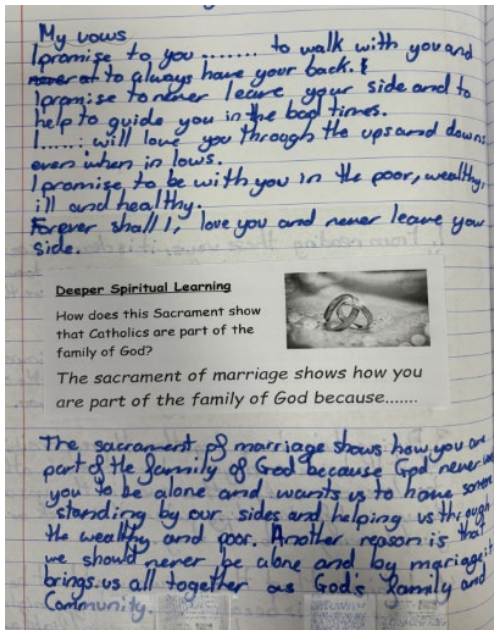 My vows
I promise to you ........ to walk with you and
to always have your back.
I promise to never leave your side and to
help to guide you in the bad times.
I ...... will love you through the ups and downs
even when in lows.
I promise to be with you in the poor, wealthy,
ill and healthy.
Forever shall I, love you and never leave your
side.
Deeper Spiritual Learning
How does this Sacrament show
that Catholics are part of the
family of God?
The sacrament of marriage shows how you
are part of the family of God because.......
The sacrament of marriage shows how you are
part of the family of God because God never
you to be alone and wants us to have
standing by our sides and helping us through
the wealthy and poor. Another reason is that
we should never be alone and by mariage it
brings us all together as God's family and
Community.